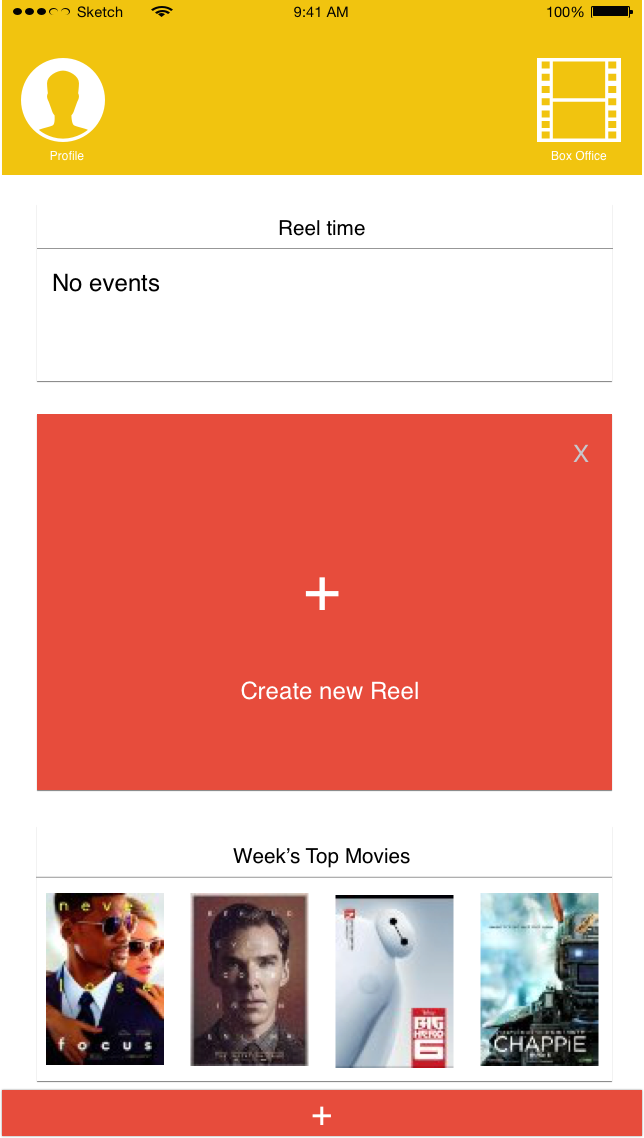 Sketch 9:41 AM 100%
Profile Box Office
Reel time
No events
X
+
Create new Reel
Week's Top Movies
never
lose
focus
BIG
HERO
6
CHAPPiE
+